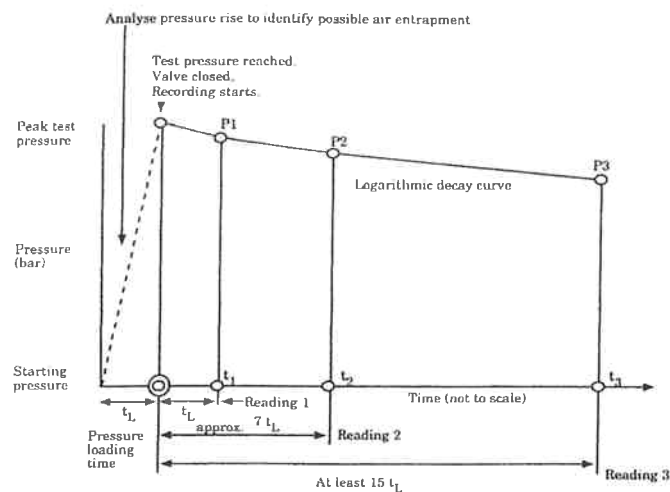 Analyse pressure rise to identify possible air entrapment
Test pressure reached.
Valve closed.
Recording starts.
Peak test
pressure
P1
P2
P3
Logarithmic decay curve
Pressure
(bar)
Starting
pressure
t1
t2
Time (not to scale)
t3
tL
tL
Reading 1
approx. 7 tL
Reading 2
Pressure
loading
time
Reading 3
At least 15 tL